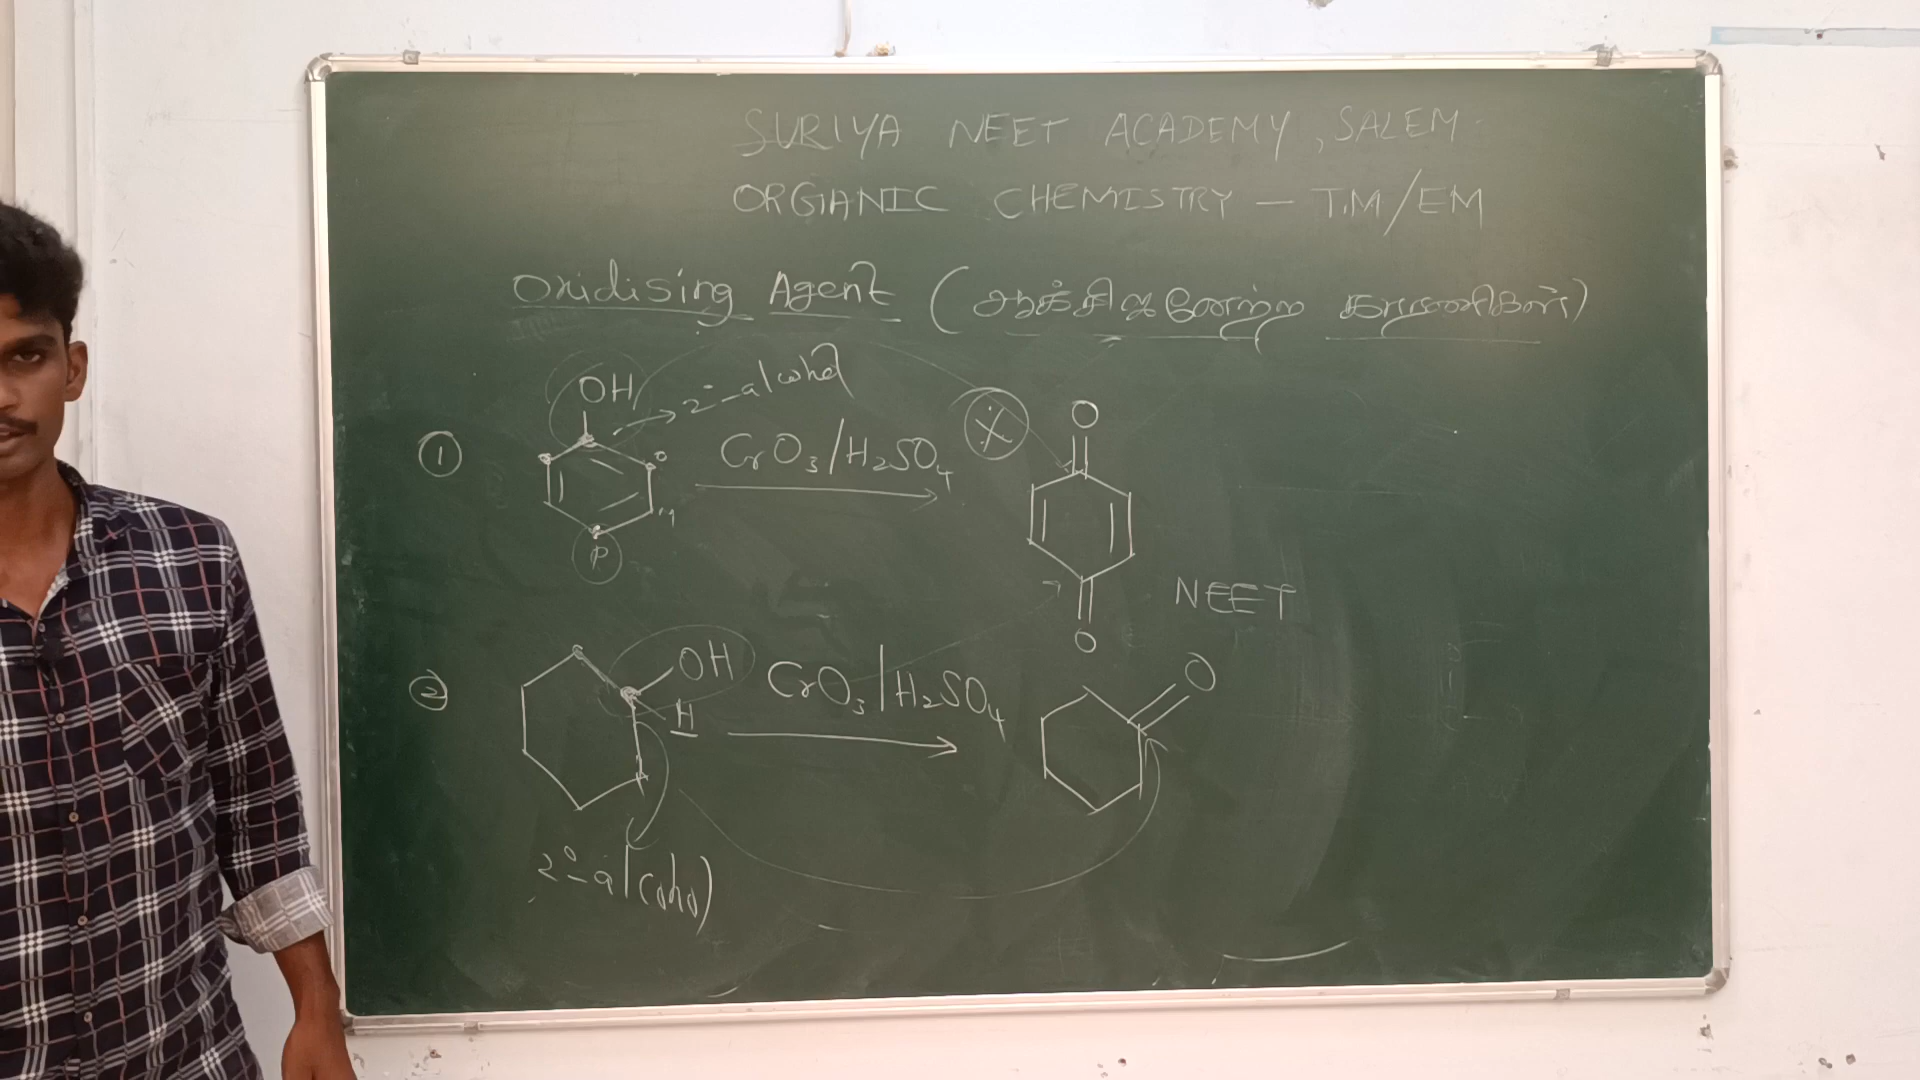 SURIYA NEET ACADEMY, SALEM.
ORGANIC CHEMISTRY - T.M/EM
Oxidising Agent (ஆக்சிஜனேற்ற காரணிகள்)
OH
2°-alcohol
①
CrO₃/H₂SO₄
X
O
o
m
P
O
NEET
②
OH
H
CrO₃/H₂SO₄
O
2°-alcohol